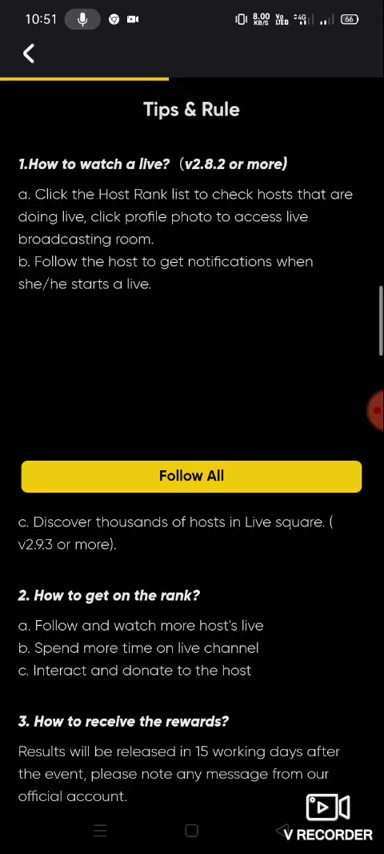 10:51
8.00 KB/S
Vo LTED
4G
66
Tips & Rule
1.How to watch a live? (v2.8.2 or more)
a. Click the Host Rank list to check hosts that are
doing live, click profile photo to access live
broadcasting room.
b. Follow the host to get notifications when
she/he starts a live.
Follow All
c. Discover thousands of hosts in Live square. (
v2.9.3 or more).
2. How to get on the rank?
a. Follow and watch more host's live
b. Spend more time on live channel
c. Interact and donate to the host
3. How to receive the rewards?
Results will be released in 15 working days after
the event, please note any message from our
official account.
V RECORDER